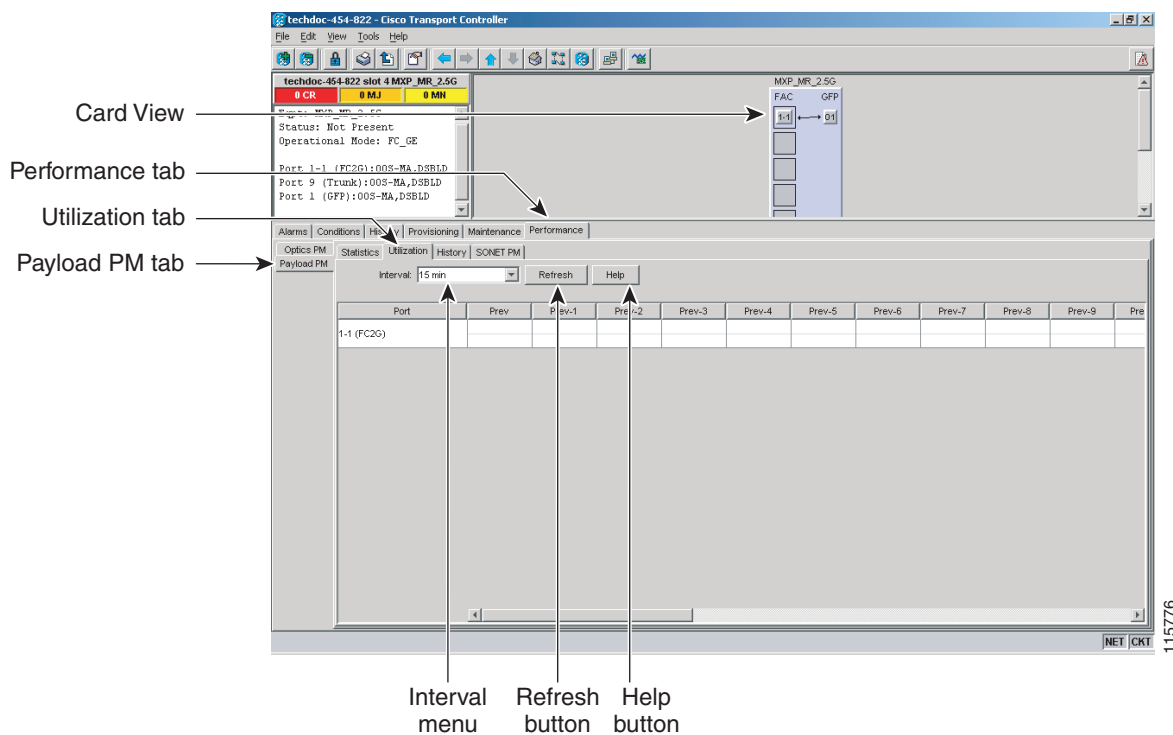 techdoc-454-822 - Cisco Transport Controller
File Edit View Tools Help
techdoc-454-822 slot 4 MXP_MR_2.5G
0 CR 0 MJ 0 MN
Eqpt: MXP_MR_2.5G
Status: Not Present
Operational Mode: FC_GE
Port 1-1 (FC2G):OOS-MA,DSBLD
Port 9 (Trunk):OOS-MA,DSBLD
Port 1 (GFP):OOS-MA,DSBLD
MXP_MR_2.5G
FAC GFP
1-1 01
Card View
Performance tab
Utilization tab
Payload PM tab
Alarms Conditions History Provisioning Maintenance Performance
Optics PM
Payload PM
Statistics Utilization History SONET PM
Interval: 15 min Refresh Help
Port Prev Prev-1 Prev-2 Prev-3 Prev-4 Prev-5 Prev-6 Prev-7 Prev-8 Prev-9 Pre
1-1 (FC2G)
NET CKT
115776
Interval
menu
Refresh
button
Help
button